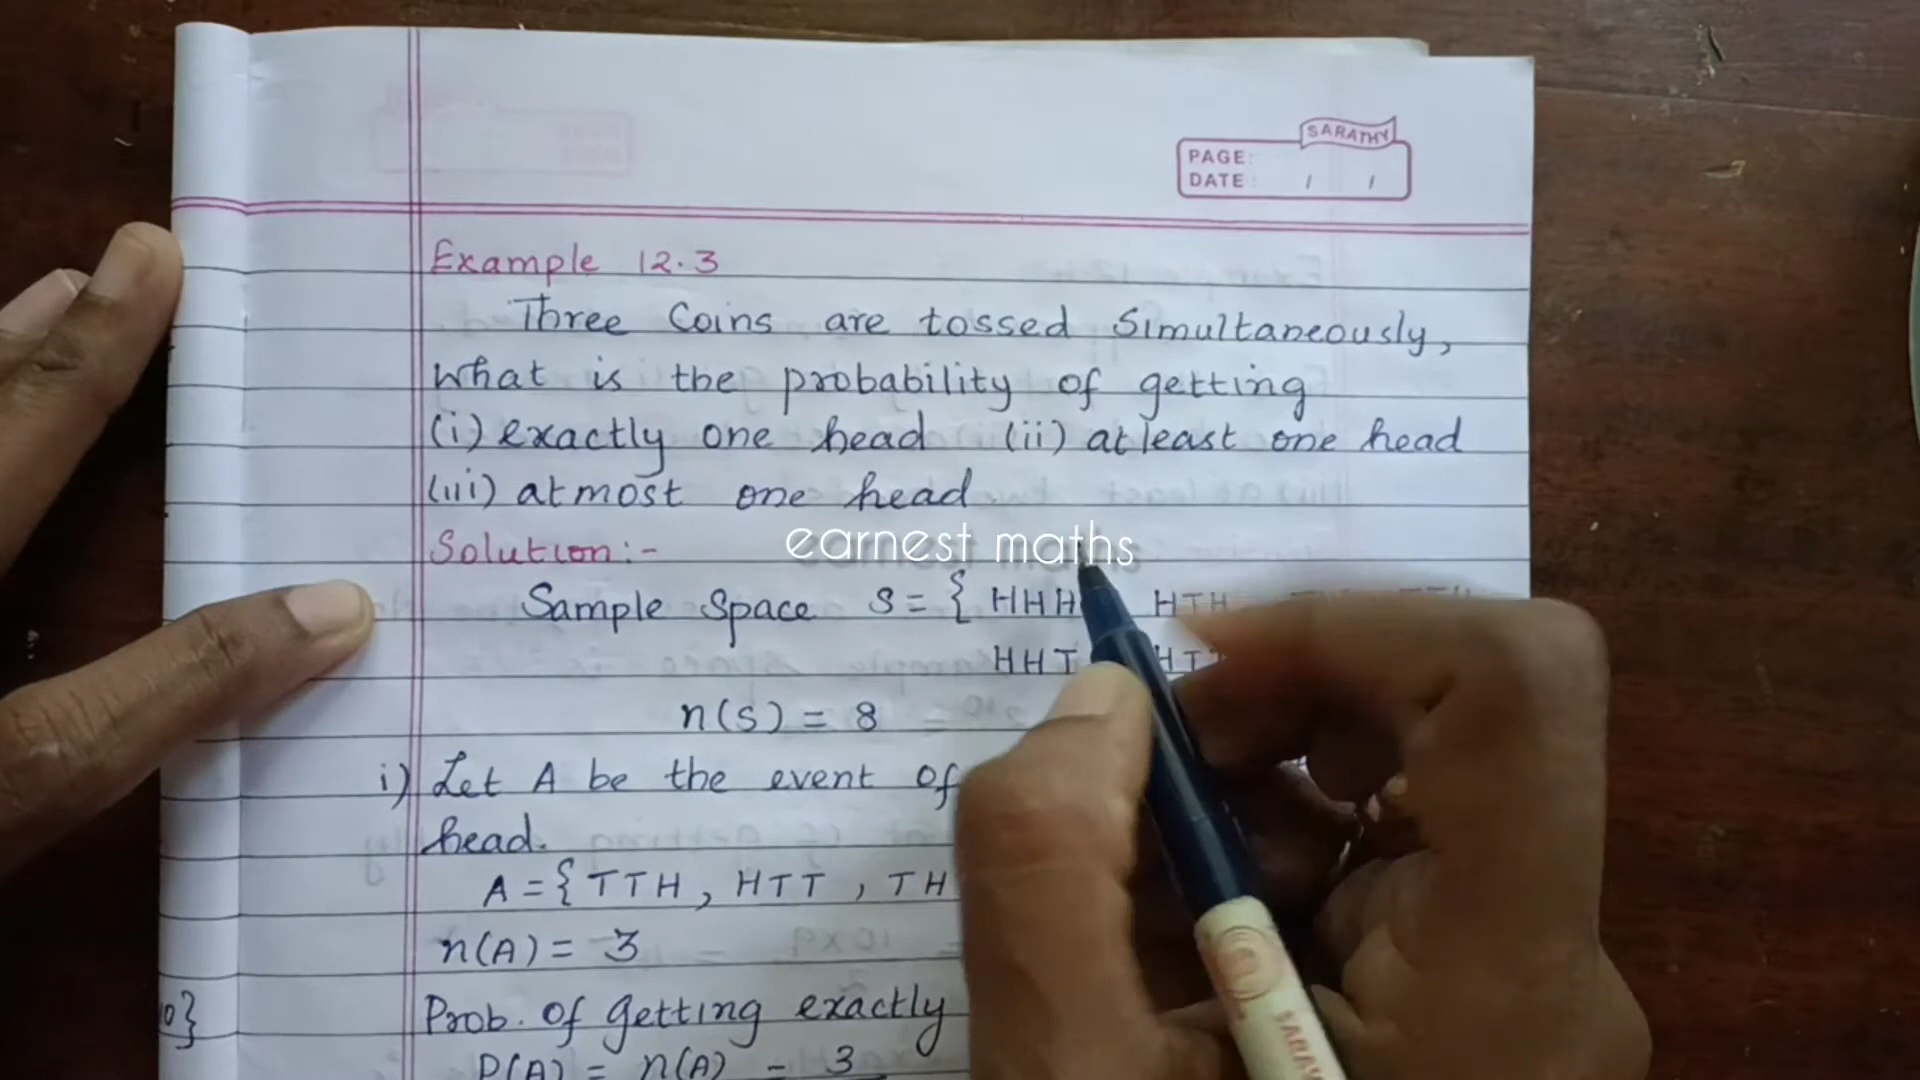 SARATHY
PAGE:
DATE: / /
Example 12.3
Three Coins are tossed Simultaneously,
What is the probability of getting
(i) exactly one head (ii) atleast one head
(iii) atmost one head.
earnest maths
Solution:-
Sample Space S = { HHH HTH
HHT HT
n(S) = 8
i) Let A be the event of
head.
A = { TTH, HTT, TH
n(A) = 3
Prob. of getting exactly
P(A) = n(A) - 3